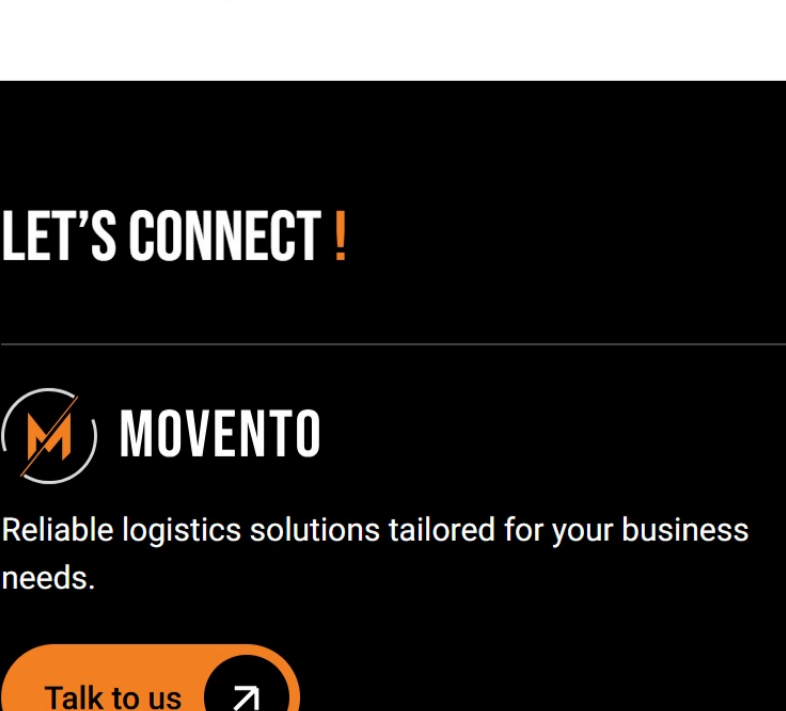 LET’S CONNECT !
M MOVENTO
Reliable logistics solutions tailored for your business
needs.
Talk to us